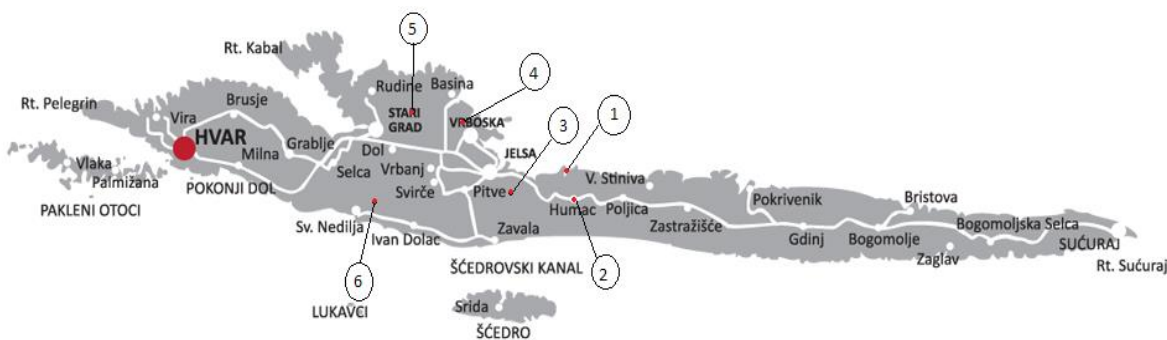 5
Rt. Kabal
4
Rudine
Basina
Rt. Pelegrin
Brusje
STARI
GRAD
VRBOSKA
Vira
3
1
HVAR
Grablje
JELSA
Milna
Dol
Vlaka
Vrbanj
V. Stiniva
Palmižana
POKONJI DOL
Selca
Svirče
Pitve
Pokrivenik
Bristova
PAKLENI OTOCI
Humac
Poljica
Sv. Nedilja
Zavala
Zastražišće
Bogomoljska Selca
Ivan Dolac
Gdinj
Bogomolje
SUĆURAJ
ŠĆEDROVSKI KANAL
Zaglav
Rt. Sućuraj
6
2
LUKAVCI
Srida
ŠĆEDRO